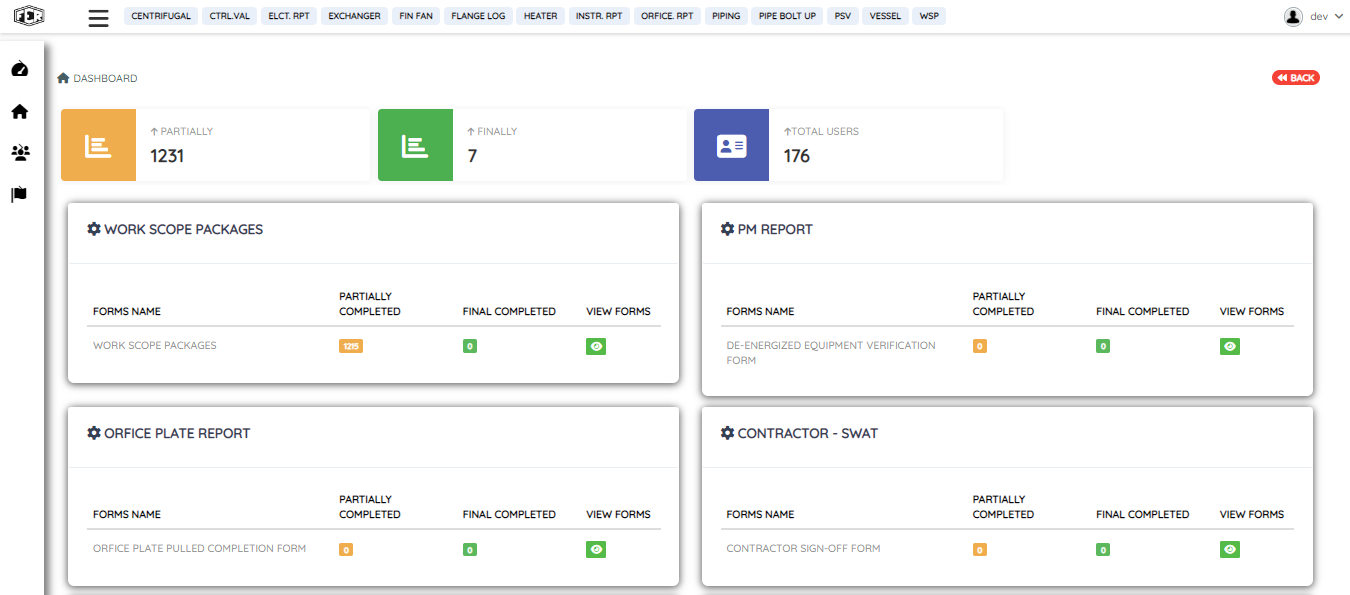 FER
CENTRIFUGAL CTRL.VAL ELCT. RPT EXCHANGER FIN FAN FLANGE LOG HEATER INSTR. RPT ORFICE. RPT PIPING PIPE BOLT UP PSV VESSEL WSP
dev
DASHBOARD
BACK
PARTIALLY
1231
FINALLY
7
TOTAL USERS
176
WORK SCOPE PACKAGES
FORMS NAME
PARTIALLY
COMPLETED
FINAL COMPLETED
VIEW FORMS
WORK SCOPE PACKAGES
1215
0
PM REPORT
FORMS NAME
PARTIALLY
COMPLETED
FINAL COMPLETED
VIEW FORMS
DE-ENERGIZED EQUIPMENT VERIFICATION
FORM
0
0
ORFICE PLATE REPORT
FORMS NAME
PARTIALLY
COMPLETED
FINAL COMPLETED
VIEW FORMS
ORFICE PLATE PULLED COMPLETION FORM
0
0
CONTRACTOR - SWAT
FORMS NAME
PARTIALLY
COMPLETED
FINAL COMPLETED
VIEW FORMS
CONTRACTOR SIGN-OFF FORM
0
0